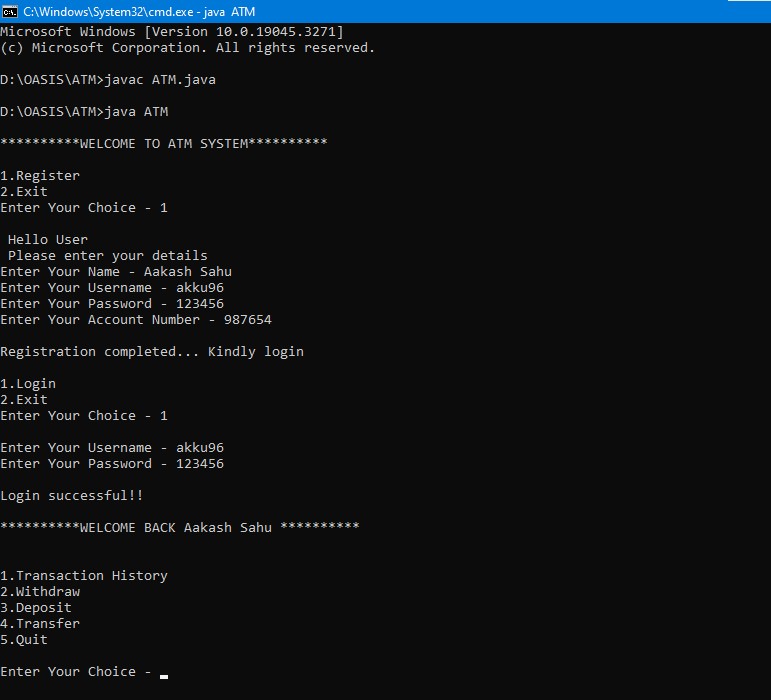 C:\Windows\System32\cmd.exe - java ATM
Microsoft Windows [Version 10.0.19045.3271]
(c) Microsoft Corporation. All rights reserved.
D:\OASIS\ATM>javac ATM.java
D:\OASIS\ATM>java ATM
**********WELCOME TO ATM SYSTEM**********
1.Register
2.Exit
Enter Your Choice - 1
Hello User
Please enter your details
Enter Your Name - Aakash Sahu
Enter Your Username - akku96
Enter Your Password - 123456
Enter Your Account Number - 987654
Registration completed... Kindly login
1.Login
2.Exit
Enter Your Choice - 1
Enter Your Username - akku96
Enter Your Password - 123456
Login successful!!
**********WELCOME BACK Aakash Sahu **********
1.Transaction History
2.Withdraw
3.Deposit
4.Transfer
5.Quit
Enter Your Choice -